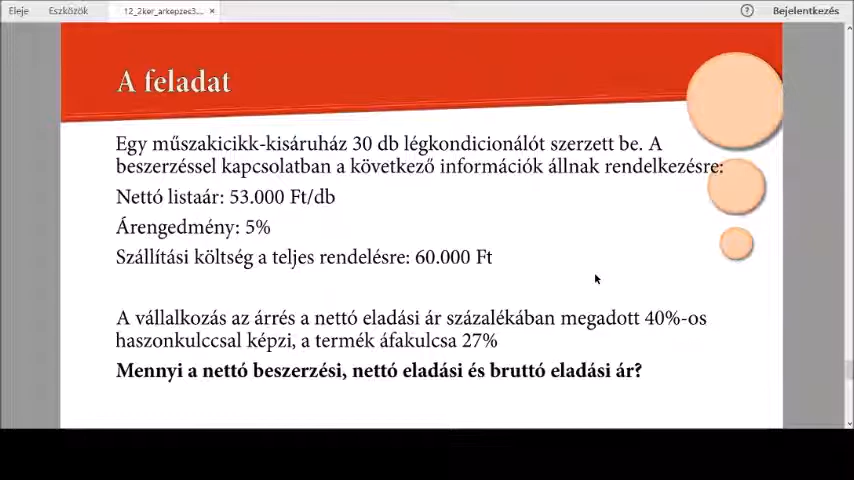 Eleje Eszközök 12_2ker_arkepzes3... × ? Bejelentkezés
A feladat
Egy műszakicikk-kisáruház 30 db légkondicionálót szerzett be. A
beszerzéssel kapcsolatban a következő információk állnak rendelkezésre:
Nettó listaár: 53.000 Ft/db
Árengedmény: 5%
Szállítási költség a teljes rendelésre: 60.000 Ft
A vállalkozás az árrés a nettó eladási ár százalékában megadott 40%-os
haszonkulccsal képzi, a termék áfakulcsa 27%
Mennyi a nettó beszerzési, nettó eladási és bruttó eladási ár?